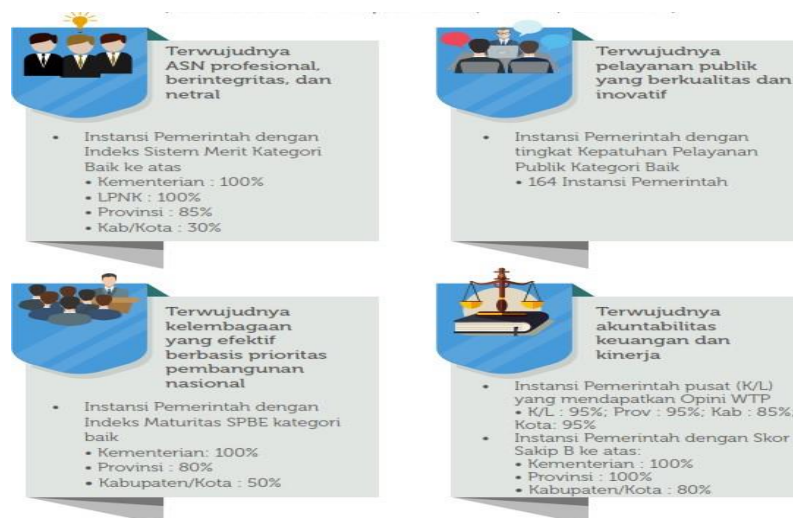 Terwujudnya
ASN profesional,
berintegritas, dan
netral
• Instansi Pemerintah dengan
Indeks Sistem Merit Kategori
Baik ke atas
• Kementerian : 100%
• LPNK : 100%
• Provinsi : 85%
• Kab/Kota : 30%
Terwujudnya
pelayanan publik
yang berkualitas dan
inovatif
• Instansi Pemerintah dengan
tingkat Kepatuhan Pelayanan
Publik Kategori Baik
• 164 Instansi Pemerintah
Terwujudnya
kelembagaan
yang efektif
berbasis prioritas
pembangunan
nasional
• Instansi Pemerintah dengan
Indeks Maturitas SPBE kategori
baik
• Kementerian: 100%
• Provinsi : 80%
• Kabupaten/Kota : 50%
Terwujudnya
akuntabilitas
keuangan dan
kinerja
• Instansi Pemerintah pusat (K/L)
yang mendapatkan Opini WTP
• K/L : 95%; Prov : 95%; Kab : 85%;
Kota: 95%
• Instansi Pemerintah dengan Skor
Sakip B ke atas:
• Kementerian : 100%
• Provinsi : 100%
• Kabupaten/Kota : 80%